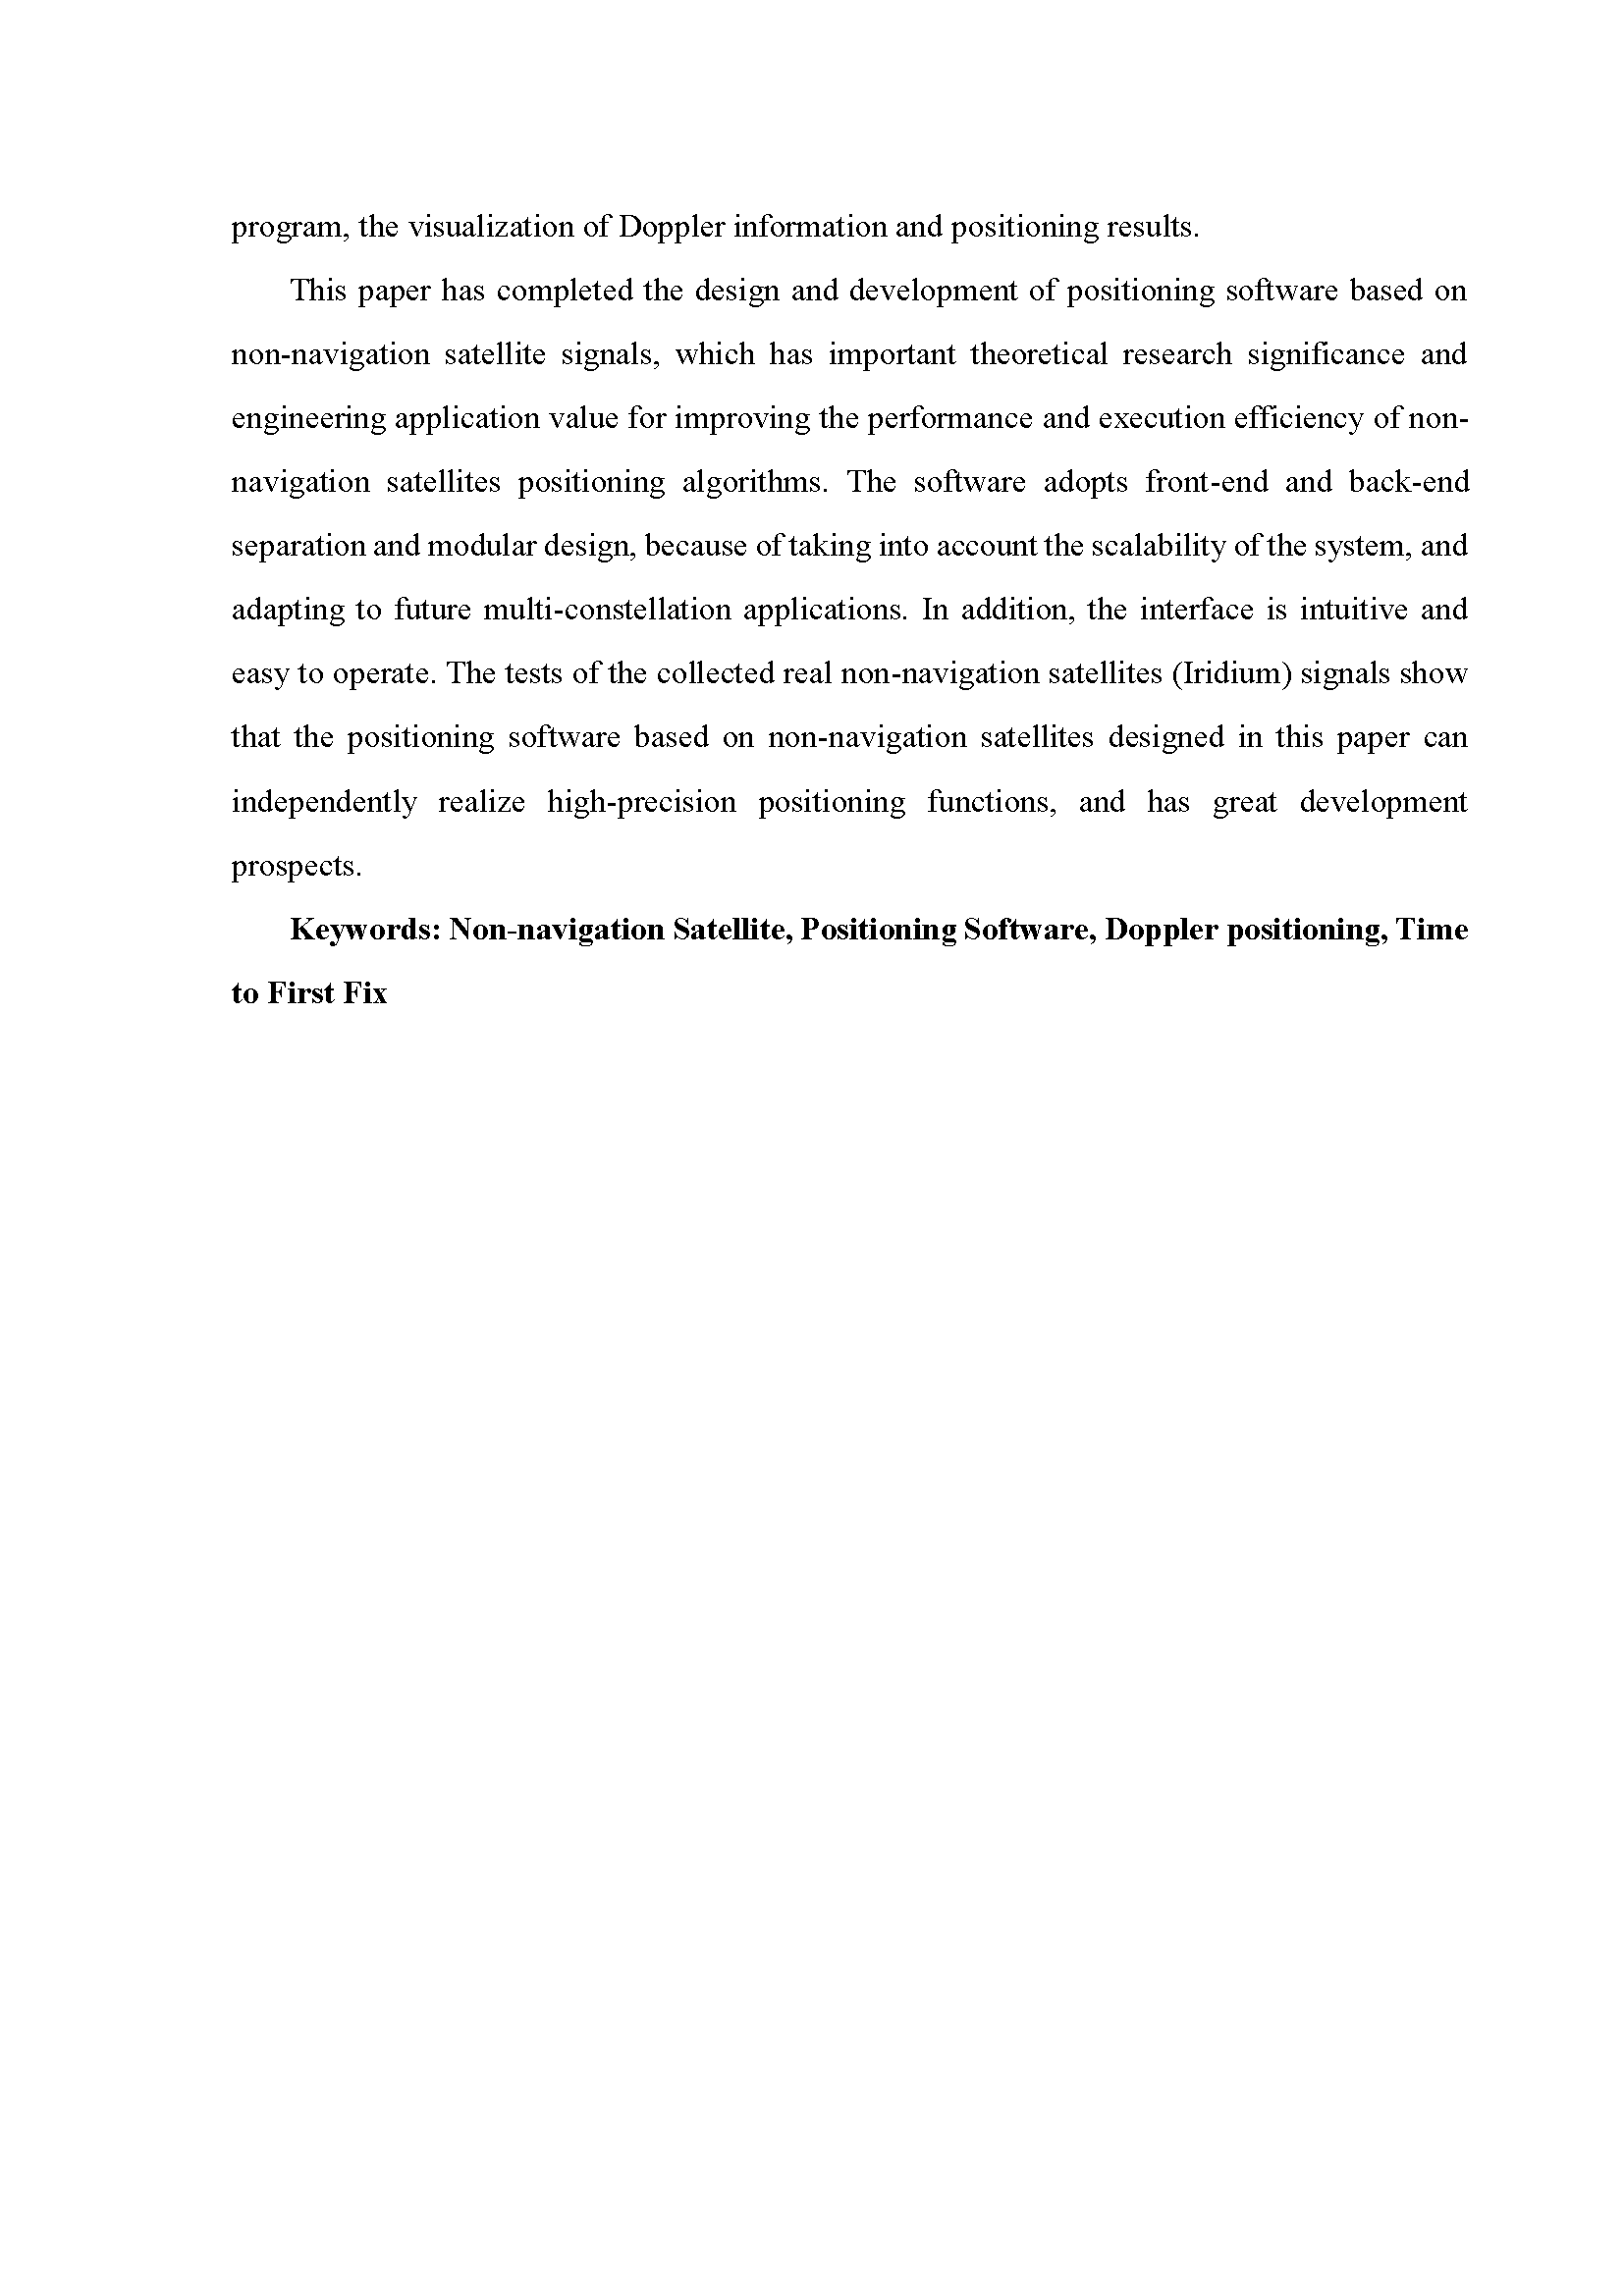 program, the visualization of Doppler information and positioning results.
This paper has completed the design and development of positioning software based on
non-navigation satellite signals, which has important theoretical research significance and
engineering application value for improving the performance and execution efficiency of non-
navigation satellites positioning algorithms. The software adopts front-end and back-end
separation and modular design, because of taking into account the scalability of the system, and
adapting to future multi-constellation applications. In addition, the interface is intuitive and
easy to operate. The tests of the collected real non-navigation satellites (Iridium) signals show
that the positioning software based on non-navigation satellites designed in this paper can
independently realize high-precision positioning functions, and has great development
prospects.
Keywords: Non-navigation Satellite, Positioning Software, Doppler positioning, Time
to First Fix